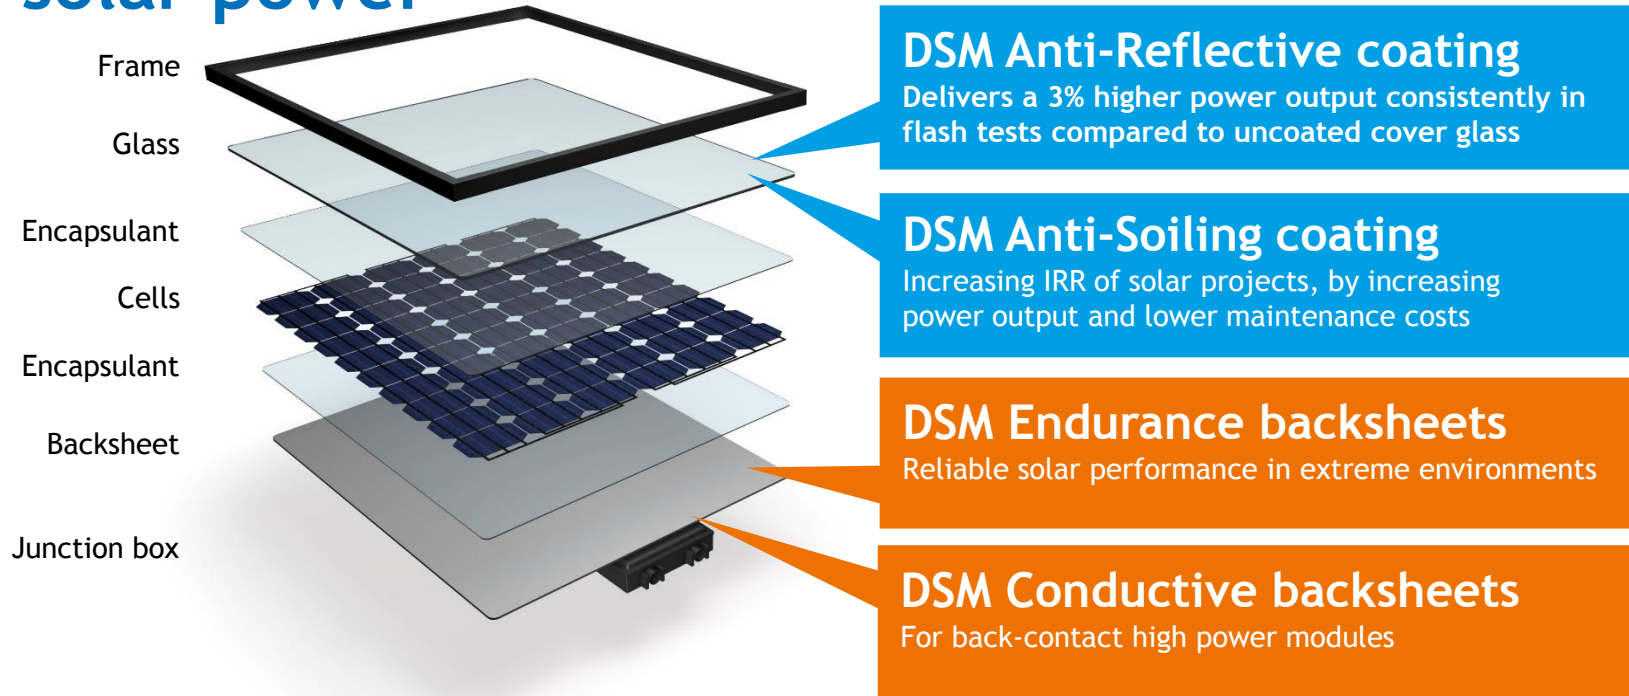 solar power
Frame
Glass
Encapsulant
Cells
Encapsulant
Backsheet
Junction box
DSM Anti-Reflective coating
Delivers a 3% higher power output consistently in
flash tests compared to uncoated cover glass
DSM Anti-Soiling coating
Increasing IRR of solar projects, by increasing
power output and lower maintenance costs
DSM Endurance backsheets
Reliable solar performance in extreme environments
DSM Conductive backsheets
For back-contact high power modules